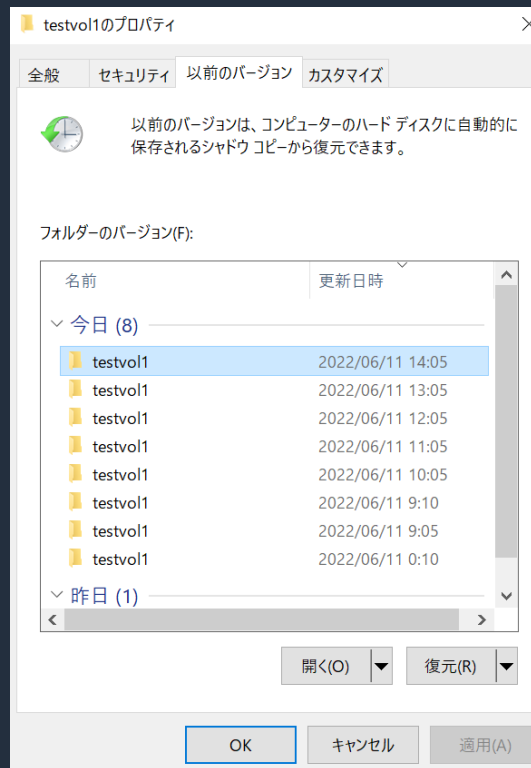 testvol1のプロパティ
全般 セキュリティ 以前のバージョン カスタマイズ
以前のバージョンは、コンピューターのハード ディスクに自動的に
保存されるシャドウ コピーから復元できます。
フォルダーのバージョン(F):
名前 更新日時
今日 (8)
testvol1 2022/06/11 14:05
testvol1 2022/06/11 13:05
testvol1 2022/06/11 12:05
testvol1 2022/06/11 11:05
testvol1 2022/06/11 10:05
testvol1 2022/06/11 9:10
testvol1 2022/06/11 9:05
testvol1 2022/06/11 0:10
昨日 (1)
開く(O) 復元(R)
OK キャンセル 適用(A)